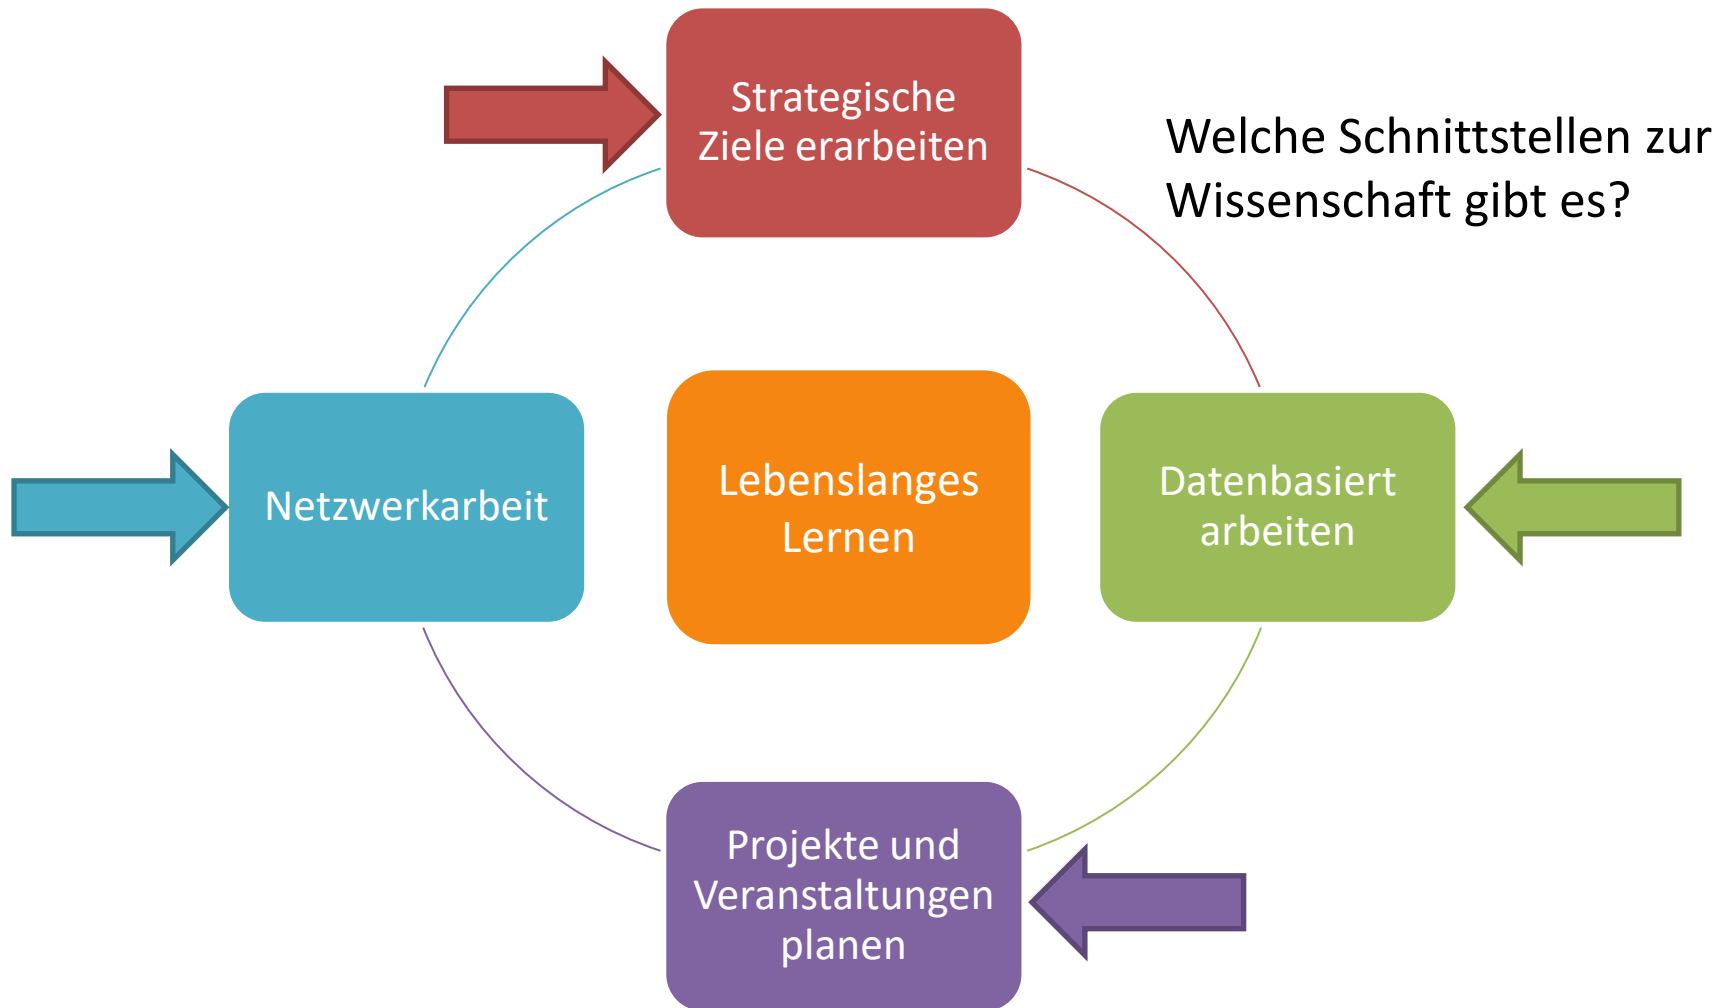 Strategische
Ziele erarbeiten
Welche Schnittstellen zur
Wissenschaft gibt es?
Netzwerkarbeit
Lebenslanges
Lernen
Datenbasiert
arbeiten
Projekte und
Veranstaltungen
planen